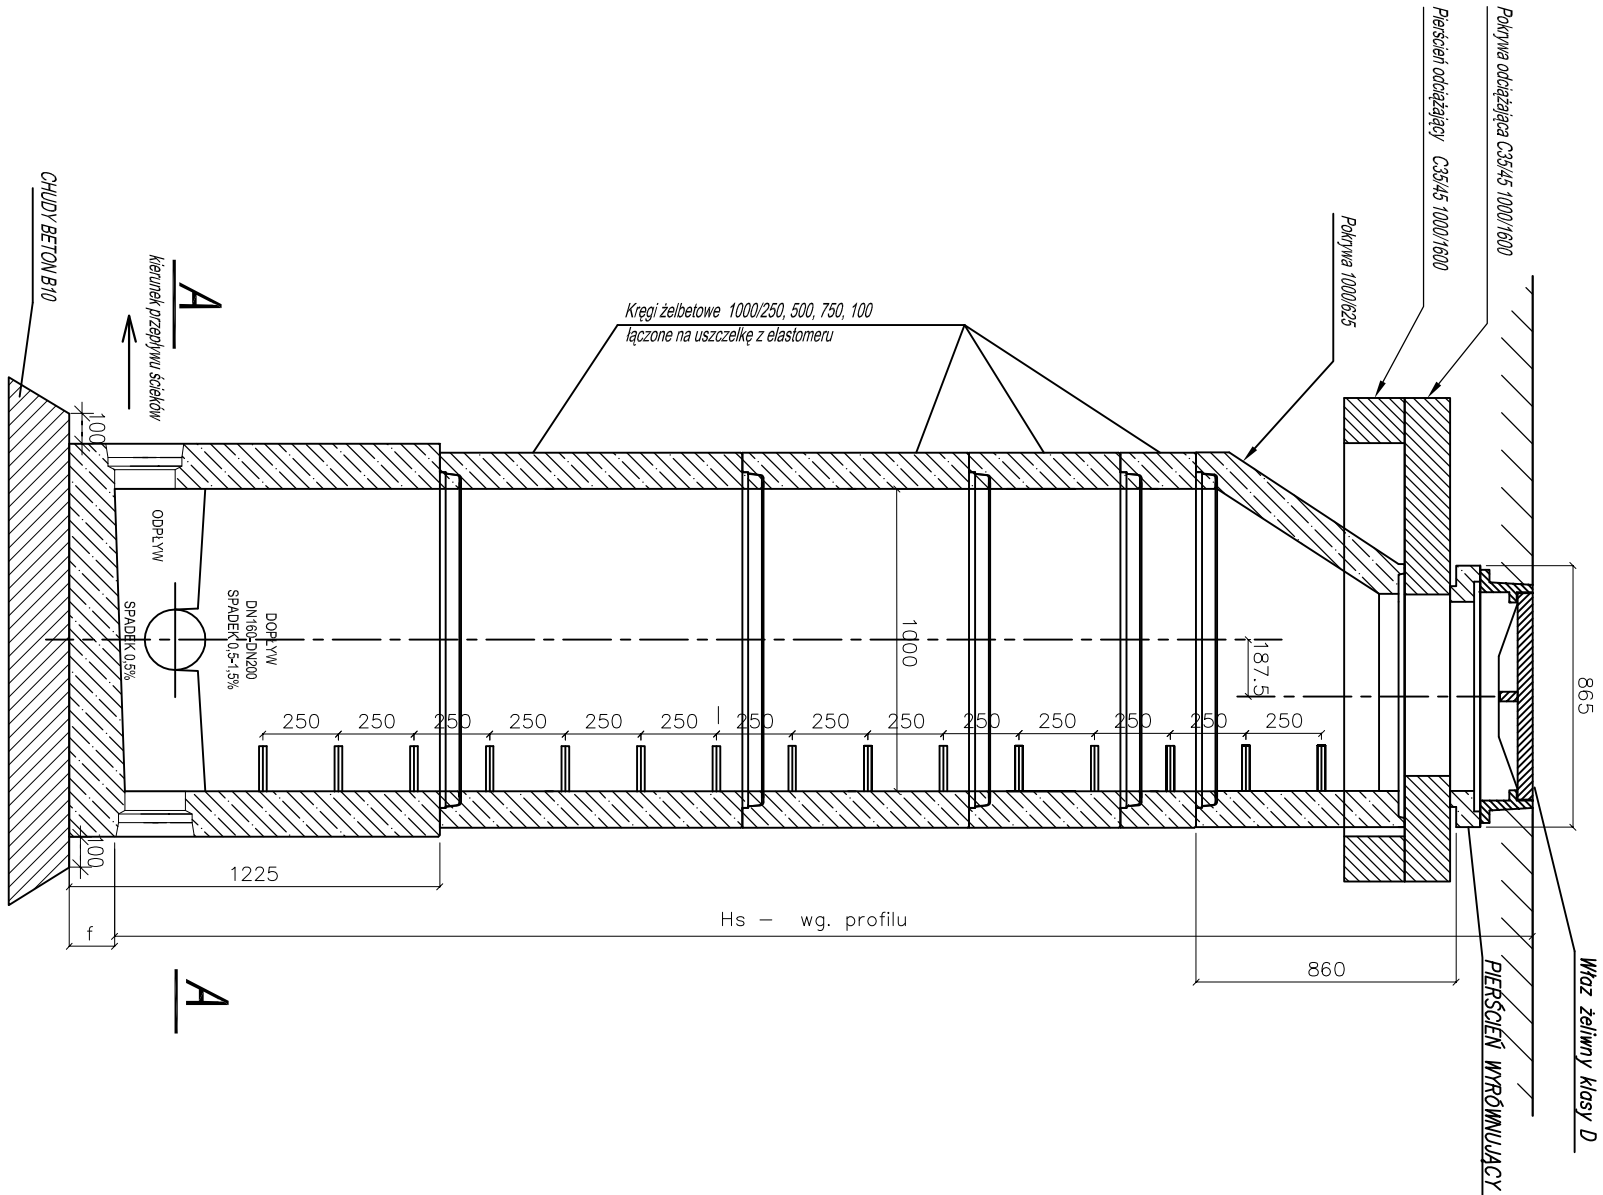 Pokrywa odciążająca C35/45 1000/1600
Pierścień odciążający C35/45 1000/1600
Pokrywa 1000/625
Kręgi żelbetowe 1000/250, 500, 750, 100
łączone na uszczelkę z elastomeru
CHUDY BETON B10
A
kierunek przepływu ścieków
100
ODPŁYW
SPADEK 0,5%
DOPŁYW
DN160-DN200
SPADEK 0,5-1,5%
1000
187.5
865
250 250 250 250 250 250 250 250 250 250 250 250 250 250
100
1225
f
Hs – wg. profilu
860
A
Właz żeliwny klasy D
PIERŚCIEŃ WYRÓWNUJĄCY